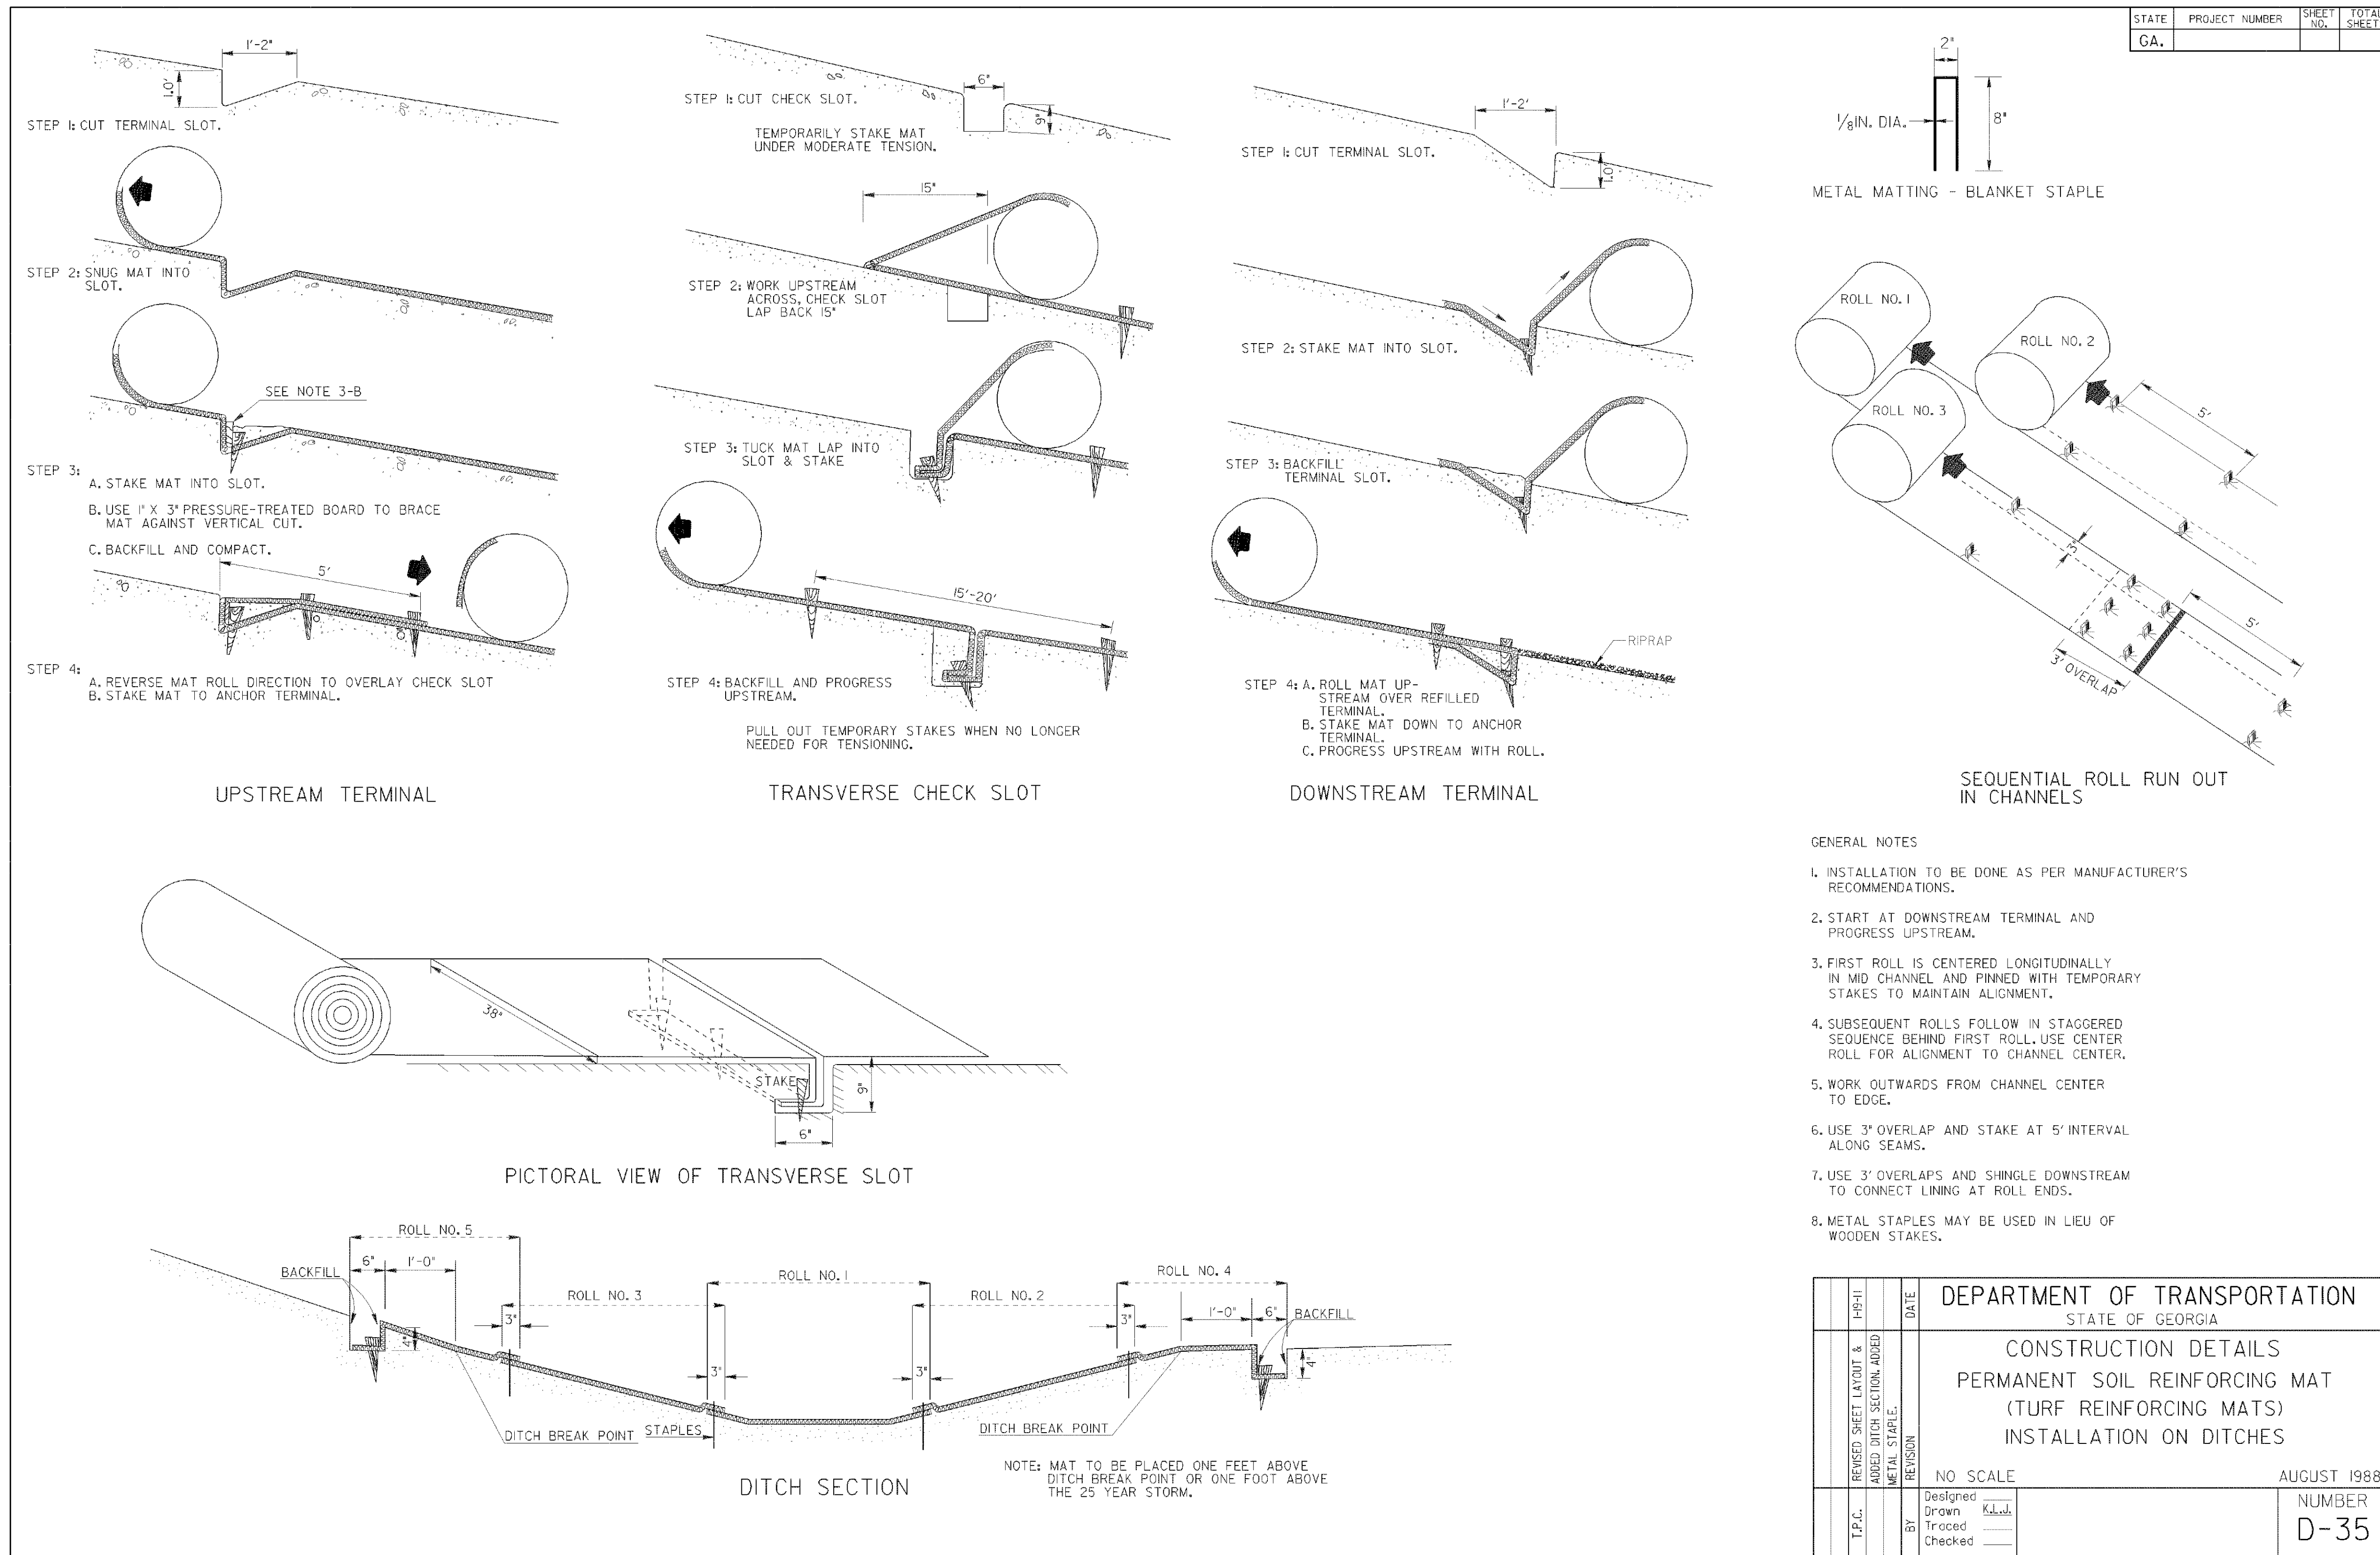 STATE PROJECT NUMBER SHEET NO. TOTAL SHEET
GA.
1'-2"
1.0'
STEP 1: CUT TERMINAL SLOT.
STEP 2: SNUG MAT INTO
SLOT.
SEE NOTE 3-B
STEP 3:
A. STAKE MAT INTO SLOT.
B. USE 1" X 3" PRESSURE-TREATED BOARD TO BRACE
MAT AGAINST VERTICAL CUT.
C. BACKFILL AND COMPACT.
5'
STEP 4:
A. REVERSE MAT ROLL DIRECTION TO OVERLAY CHECK SLOT
B. STAKE MAT TO ANCHOR TERMINAL.
UPSTREAM TERMINAL
6"
9"
STEP 1: CUT CHECK SLOT.
TEMPORARILY STAKE MAT
UNDER MODERATE TENSION.
15"
STEP 2: WORK UPSTREAM
ACROSS, CHECK SLOT
LAP BACK 15"
STEP 3: TUCK MAT LAP INTO
SLOT & STAKE
15'-20'
STEP 4: BACKFILL AND PROGRESS
UPSTREAM.
PULL OUT TEMPORARY STAKES WHEN NO LONGER
NEEDED FOR TENSIONING.
TRANSVERSE CHECK SLOT
1'-2'
1.0'
STEP 1: CUT TERMINAL SLOT.
STEP 2: STAKE MAT INTO SLOT.
STEP 3: BACKFILL
TERMINAL SLOT.
RIPRAP
STEP 4: A. ROLL MAT UP-
STREAM OVER REFILLED
TERMINAL.
B. STAKE MAT DOWN TO ANCHOR
TERMINAL.
C. PROGRESS UPSTREAM WITH ROLL.
DOWNSTREAM TERMINAL
2"
1/8 IN. DIA.
8"
METAL MATTING - BLANKET STAPLE
ROLL NO. 1
ROLL NO. 2
ROLL NO. 3
5'
3"
5'
3' OVERLAP
SEQUENTIAL ROLL RUN OUT
IN CHANNELS
38"
STAKE
9"
6"
PICTORAL VIEW OF TRANSVERSE SLOT
ROLL NO. 5
6"
1'-0"
BACKFILL
4"
ROLL NO. 3
3"
ROLL NO. 1
3"
3"
ROLL NO. 2
ROLL NO. 4
3"
1'-0"
6"
BACKFILL
4"
DITCH BREAK POINT
STAPLES
DITCH BREAK POINT
DITCH SECTION
NOTE: MAT TO BE PLACED ONE FEET ABOVE
DITCH BREAK POINT OR ONE FOOT ABOVE
THE 25 YEAR STORM.
GENERAL NOTES
1. INSTALLATION TO BE DONE AS PER MANUFACTURER'S
RECOMMENDATIONS.
2. START AT DOWNSTREAM TERMINAL AND
PROGRESS UPSTREAM.
3. FIRST ROLL IS CENTERED LONGITUDINALLY
IN MID CHANNEL AND PINNED WITH TEMPORARY
STAKES TO MAINTAIN ALIGNMENT.
4. SUBSEQUENT ROLLS FOLLOW IN STAGGERED
SEQUENCE BEHIND FIRST ROLL. USE CENTER
ROLL FOR ALIGNMENT TO CHANNEL CENTER.
5. WORK OUTWARDS FROM CHANNEL CENTER
TO EDGE.
6. USE 3" OVERLAP AND STAKE AT 5' INTERVAL
ALONG SEAMS.
7. USE 3' OVERLAPS AND SHINGLE DOWNSTREAM
TO CONNECT LINING AT ROLL ENDS.
8. METAL STAPLES MAY BE USED IN LIEU OF
WOODEN STAKES.
1-19-11
DATE
REVISED SHEET LAYOUT &
ADDED DITCH SECTION. ADDED
METAL STAPLE.
REVISION
T.P.C.
BY
DEPARTMENT OF TRANSPORTATION
STATE OF GEORGIA
CONSTRUCTION DETAILS
PERMANENT SOIL REINFORCING MAT
(TURF REINFORCING MATS)
INSTALLATION ON DITCHES
NO SCALE
AUGUST 1988
Designed
Drawn K.L.J.
Traced
Checked
NUMBER
D-35